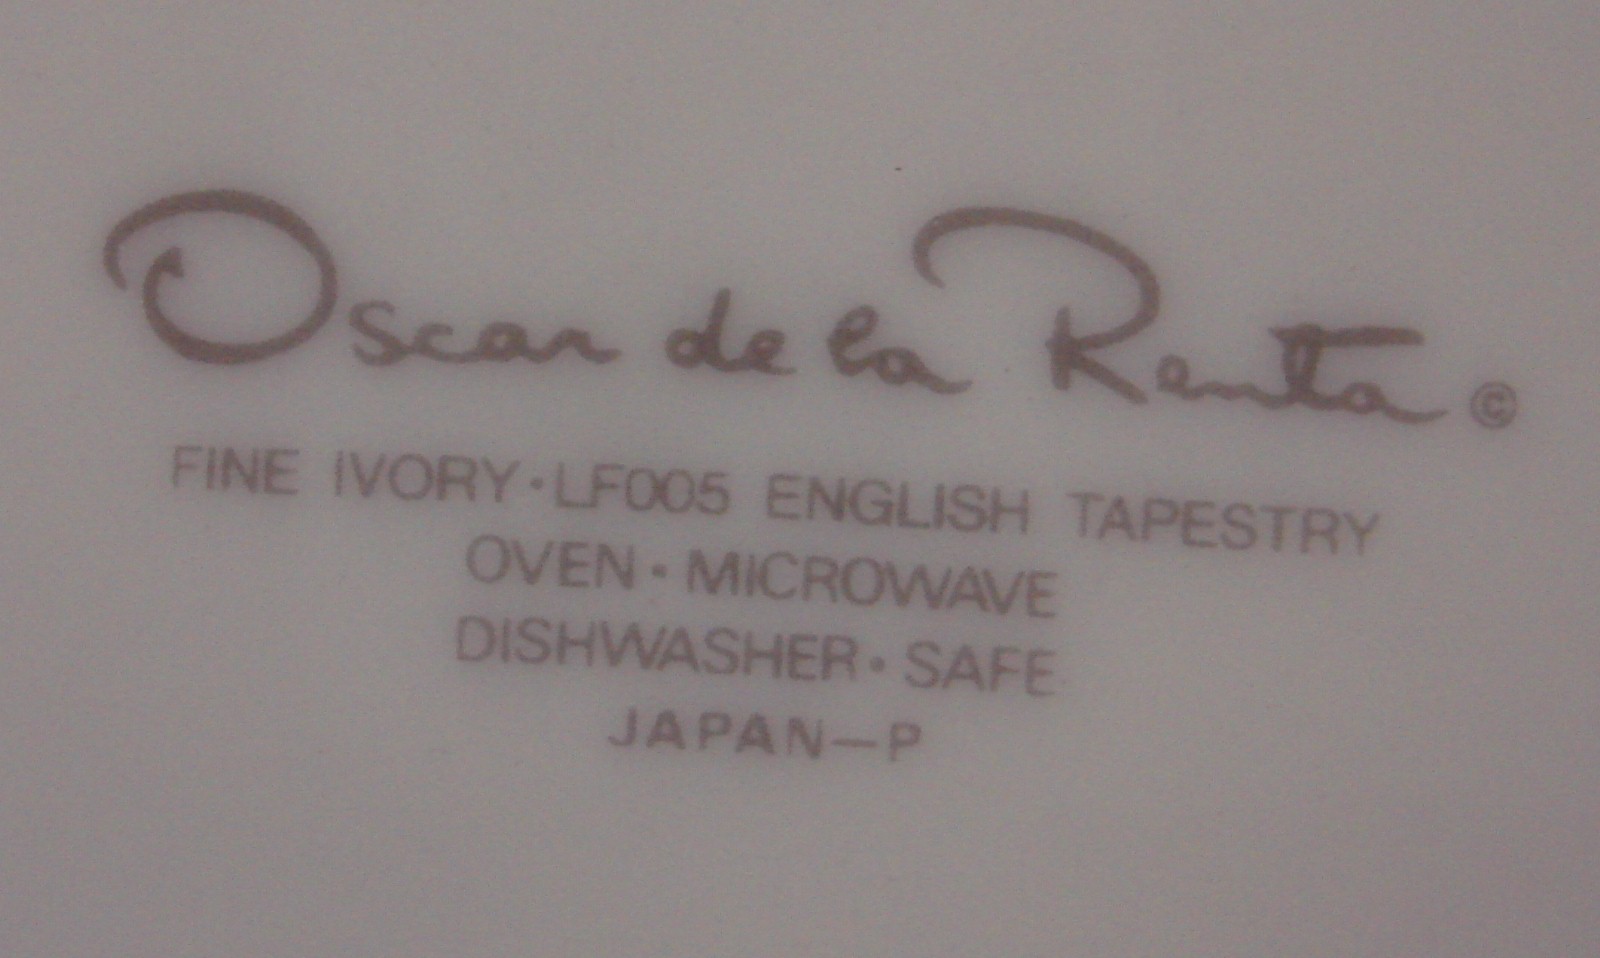 Oscar de la Renta ©
FINE IVORY·LF005 ENGLISH TAPESTRY
OVEN·MICROWAVE
DISHWASHER·SAFE
JAPAN—P